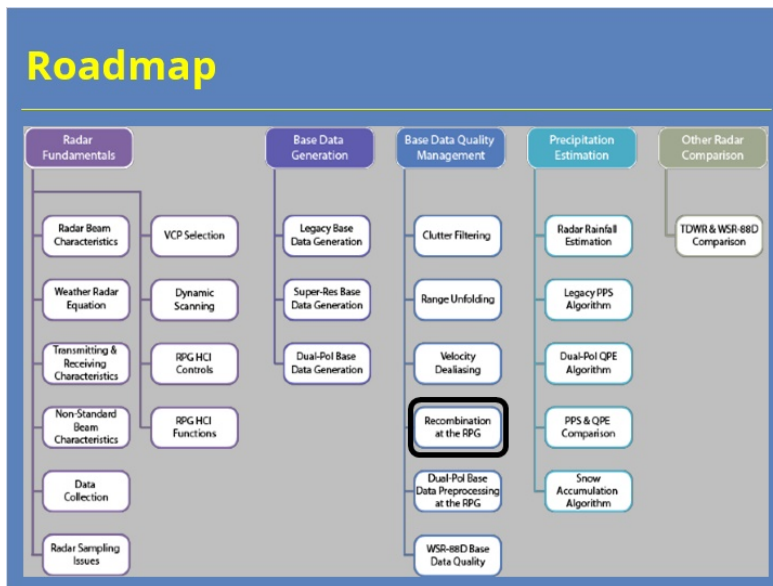 Roadmap
Radar
Fundamentals
Radar Beam
Characteristics
Weather Radar
Equation
Transmitting &
Receiving
Characteristics
Non-Standard
Beam
Characteristics
Data
Collection
Radar Sampling
Issues
VCP Selection
Dynamic
Scanning
RPG HCI
Controls
RPG HCI
Functions
Base Data
Generation
Legacy Base
Data Generation
Super-Res Base
Data Generation
Dual-Pol Base
Data Generation
Base Data Quality
Management
Clutter Filtering
Range Unfolding
Velocity
Dealiasing
Recombination
at the RPG
Dual-Pol Base
Data Preprocessing
at the RPG
WSR-88D Base
Data Quality
Precipitation
Estimation
Radar Rainfall
Estimation
Legacy PPS
Algorithm
Dual-Pol QPE
Algorithm
PPS & QPE
Comparison
Snow
Accumulation
Algorithm
Other Radar
Comparison
TDWR & WSR-88D
Comparison